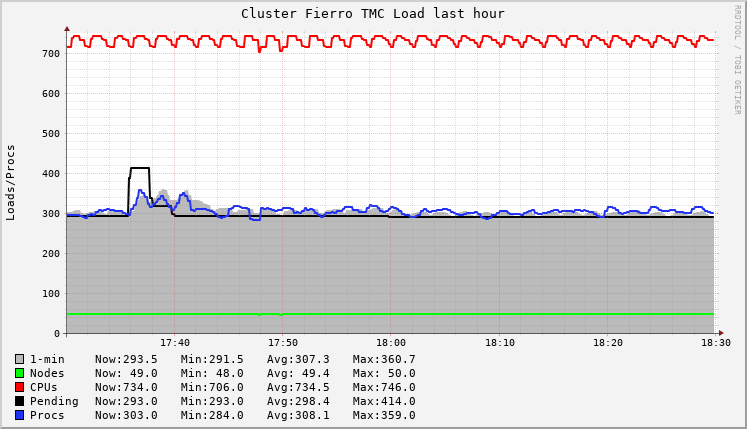 Cluster Fierro TMC Load last hour
RRDTOOL / TOBI OETIKER
Loads/Procs
700
600
500
400
300
200
100
0
17:40 17:50 18:00 18:10 18:20 18:30
1-min Now:293.5 Min:291.5 Avg:307.3 Max:360.7
Nodes Now: 49.0 Min: 48.0 Avg: 49.4 Max: 50.0
CPUs Now:734.0 Min:706.0 Avg:734.5 Max:746.0
Pending Now:293.0 Min:293.0 Avg:298.4 Max:414.0
Procs Now:303.0 Min:284.0 Avg:308.1 Max:359.0